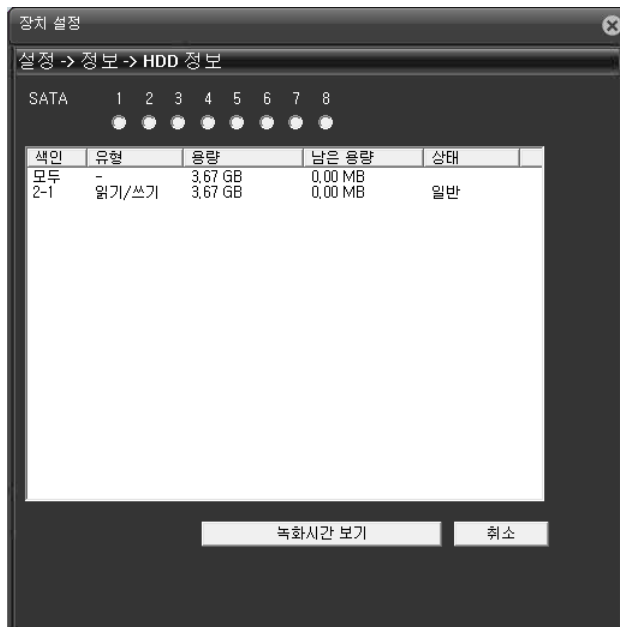 장치 설정
설정 -> 정보 -> HDD 정보
SATA 1 2 3 4 5 6 7 8
색인 유형 용량 남은 용량 상태
모두 - 3,67 GB 0,00 MB
2-1 읽기/쓰기 3,67 GB 0,00 MB 일반
녹화시간 보기 취소